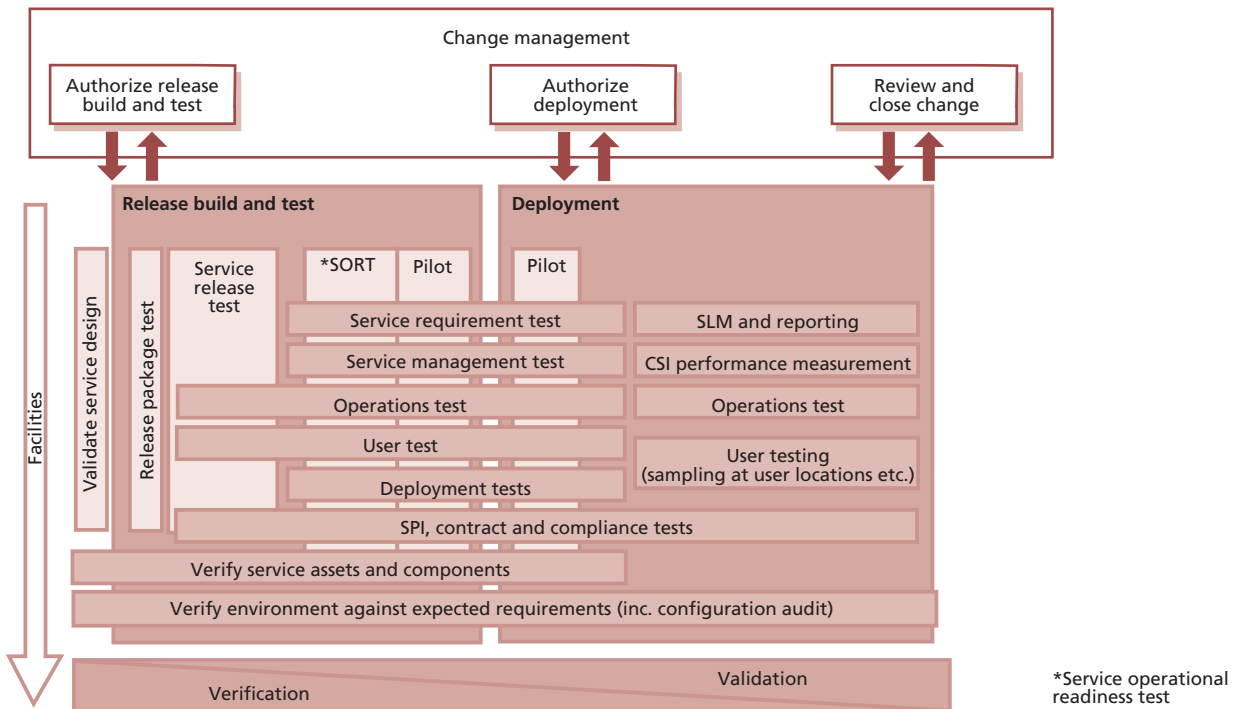 Change management
Authorize release
build and test
Authorize
deployment
Review and
close change
Release build and test
Deployment
Facilities
Validate service design
Release package test
Service
release
test
*SORT
Pilot
Pilot
Service requirement test
SLM and reporting
Service management test
CSI performance measurement
Operations test
Operations test
User test
User testing
(sampling at user locations etc.)
Deployment tests
SPI, contract and compliance tests
Verify service assets and components
Verify environment against expected requirements (inc. configuration audit)
Verification
Validation
*Service operational
readiness test